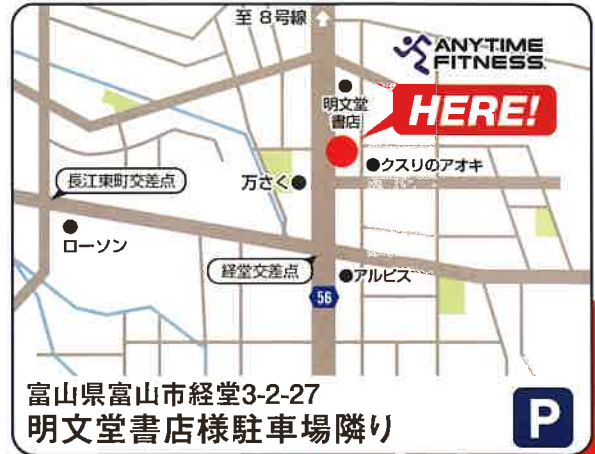 至 8号線
ANYTIME
FITNESS
HERE!
明文堂
書店
クスリのアオキ
万さく
長江東町交差点
ローソン
経堂交差点
アルビス
56
富山県富山市経堂3-2-27
明文堂書店様駐車場隣り
P